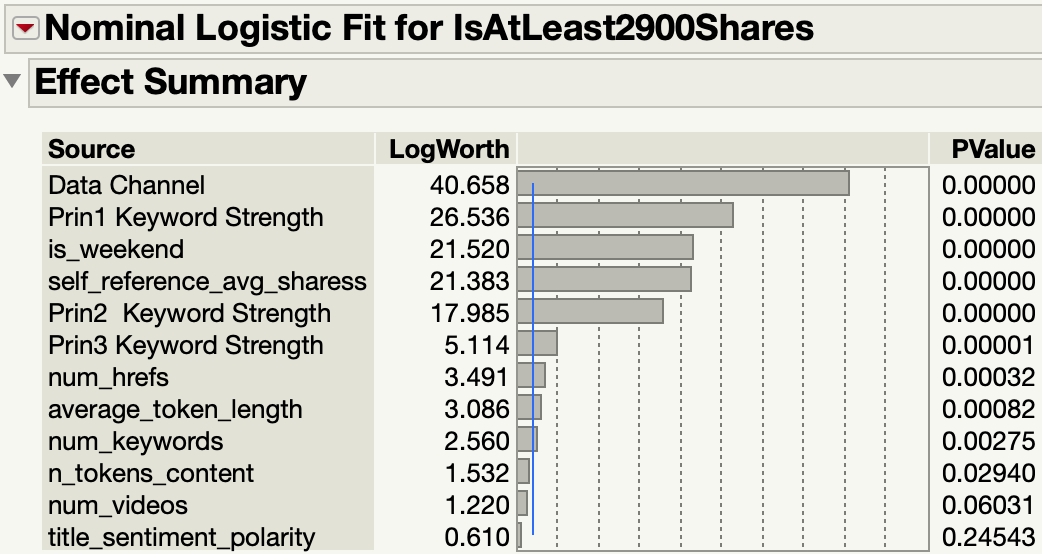 Nominal Logistic Fit for IsAtLeast2900Shares
Effect Summary
Source LogWorth PValue
Data Channel 40.658 0.00000
Prin1 Keyword Strength 26.536 0.00000
is_weekend 21.520 0.00000
self_reference_avg_sharess 21.383 0.00000
Prin2  Keyword Strength 17.985 0.00000
Prin3 Keyword Strength 5.114 0.00001
num_hrefs 3.491 0.00032
average_token_length 3.086 0.00082
num_keywords 2.560 0.00275
n_tokens_content 1.532 0.02940
num_videos 1.220 0.06031
title_sentiment_polarity 0.610 0.24543